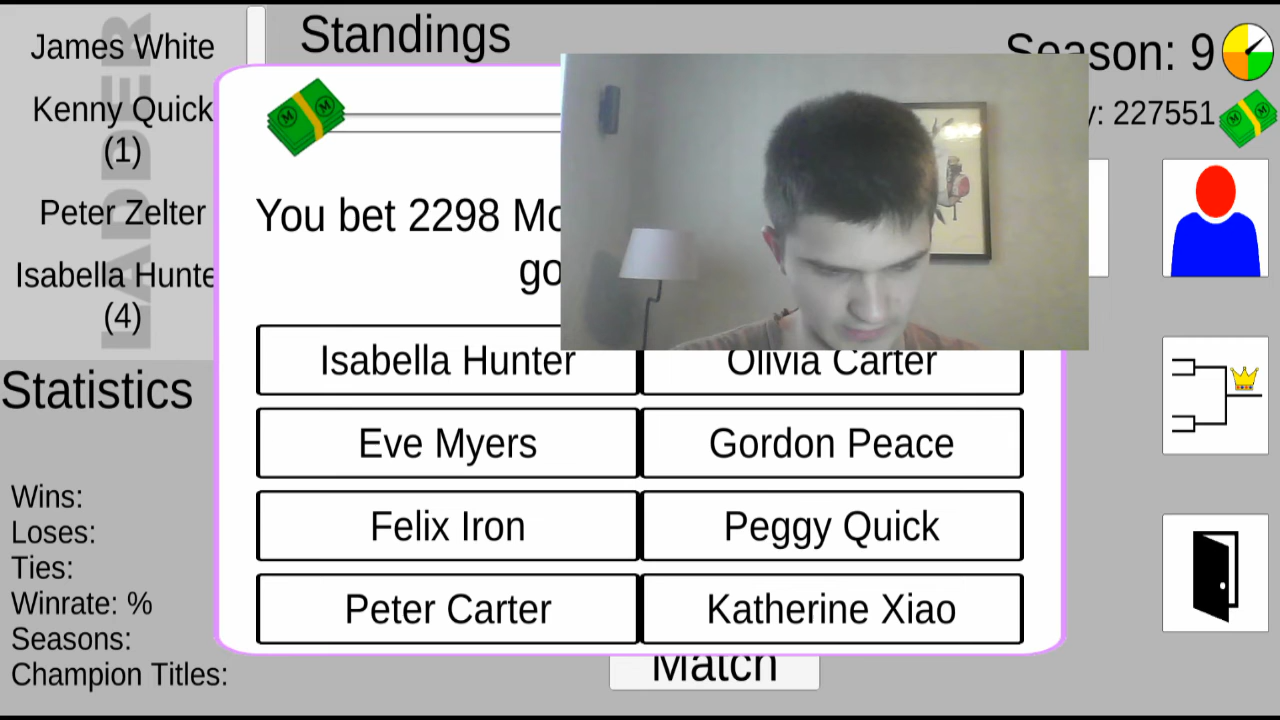 James White
Kenny Quick
(1)
Peter Zelter
Isabella Hunte
(4)
LADDER
Standings
Season: 9
y: 227551
You bet 2298 Mo
go
Isabella Hunter
Olivia Carter
Eve Myers
Gordon Peace
Felix Iron
Peggy Quick
Peter Carter
Katherine Xiao
Match
Statistics
Wins:
Loses:
Ties:
Winrate: %
Seasons:
Champion Titles: